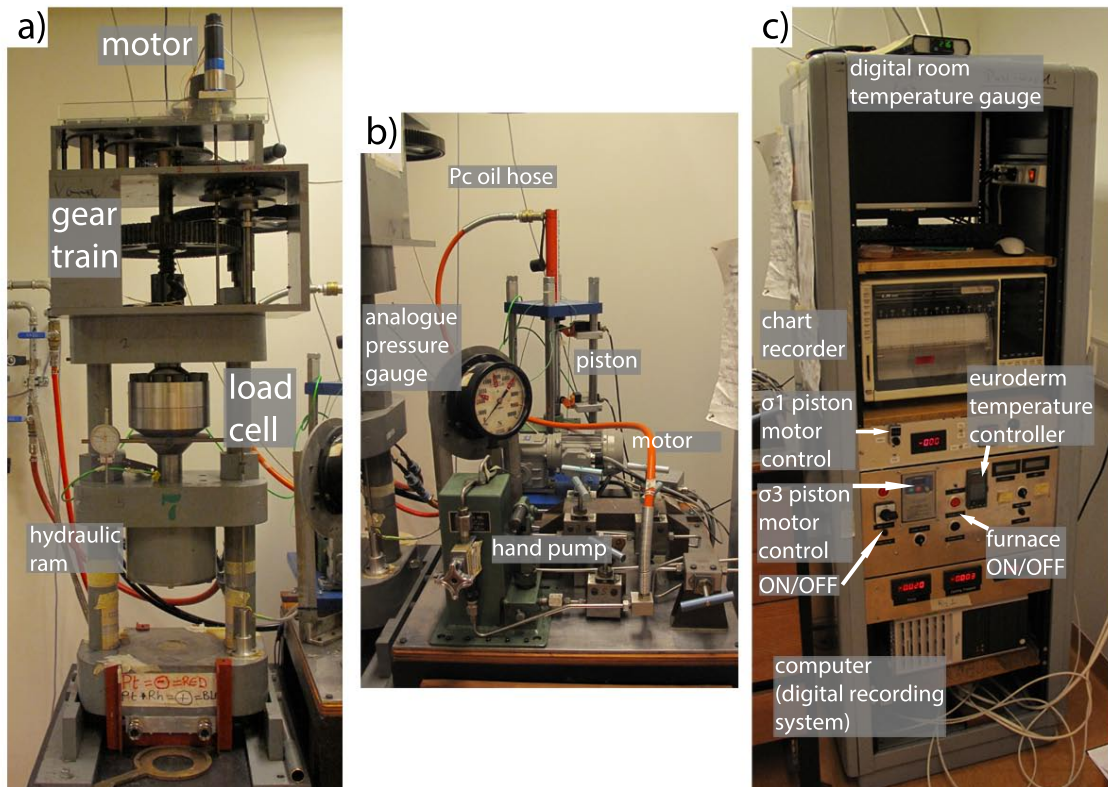 a)
motor
gear
train
load
cell
hydraulic
ram
7
Pt = ⊖ = RED
b)
Pc oil hose
analogue
pressure
gauge
piston
motor
hand pump
c)
digital room
temperature gauge
chart
recorder
euroderm
temperature
controller
σ1 piston
motor
control
σ3 piston
motor
control
ON/OFF
furnace
ON/OFF
computer
(digital recording
system)